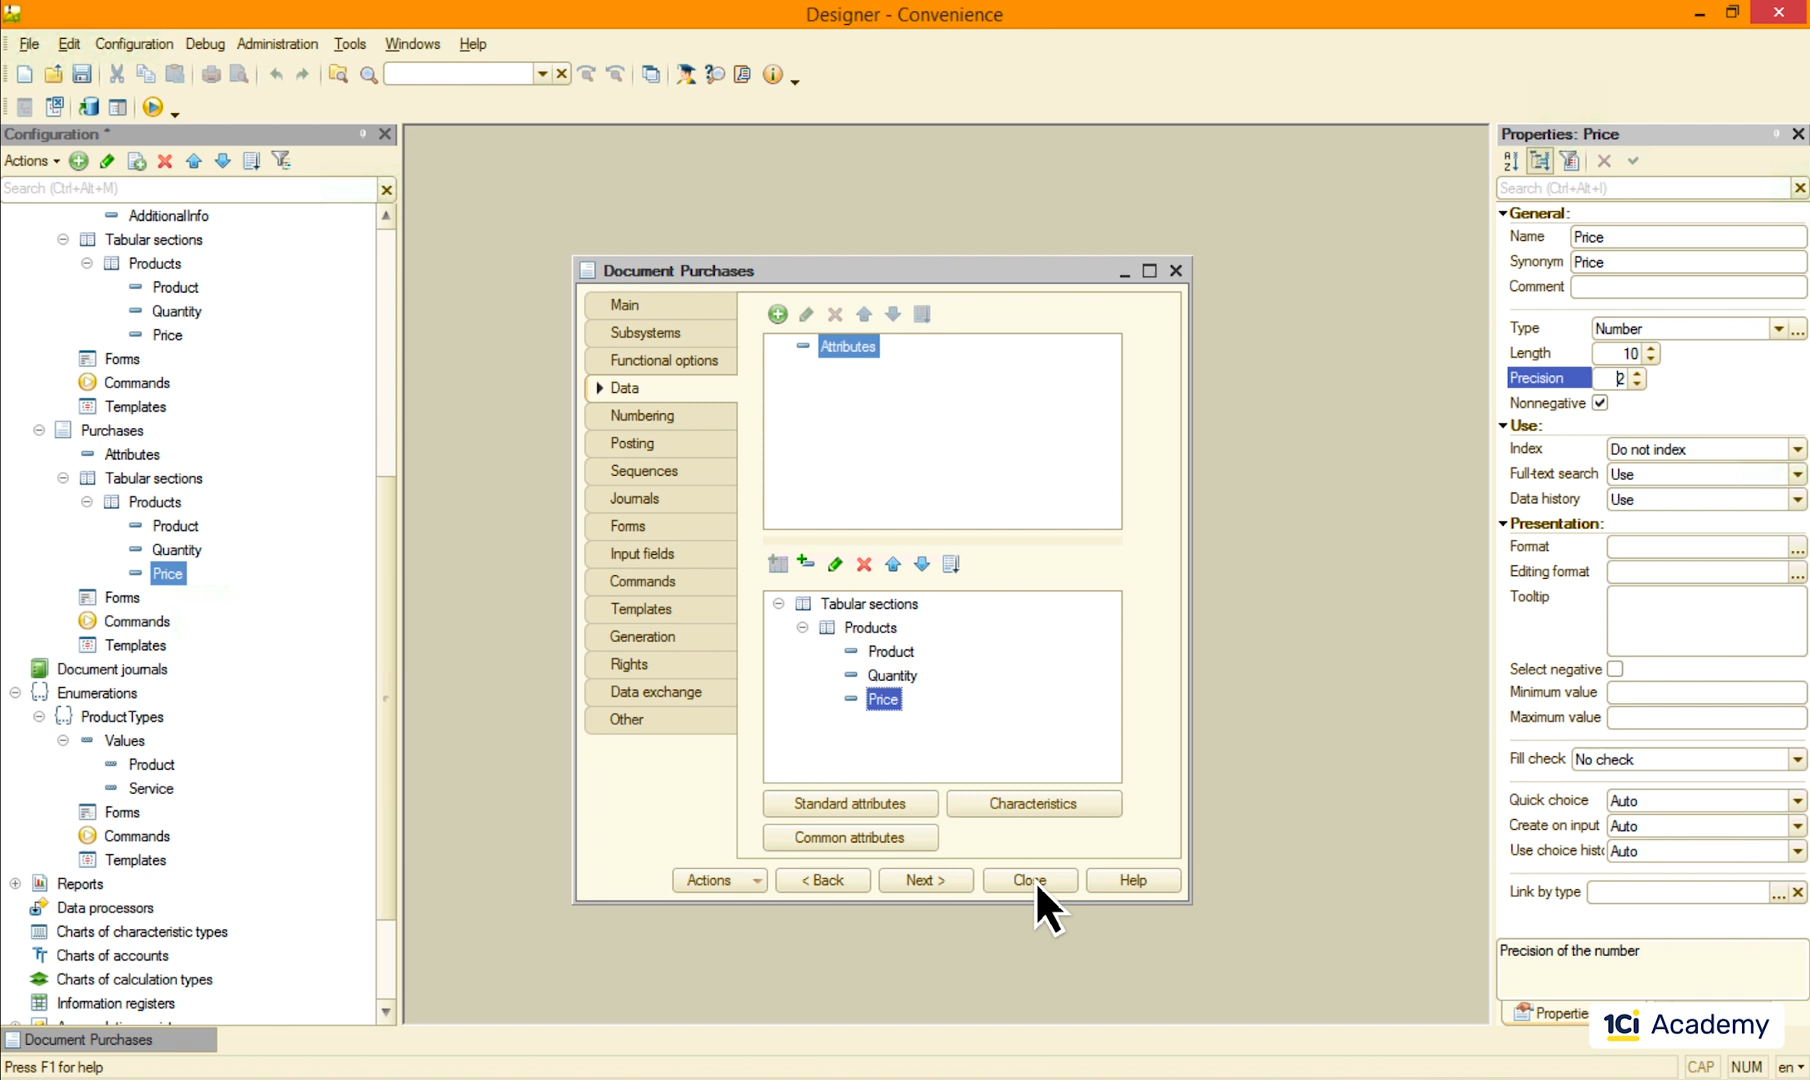 Designer - Convenience
File Edit Configuration Debug Administration Tools Windows Help
Configuration *
Actions
Search (Ctrl+Alt+M)
AdditionalInfo
Tabular sections
Products
Product
Quantity
Price
Forms
Commands
Templates
Purchases
Attributes
Tabular sections
Products
Product
Quantity
Price
Forms
Commands
Templates
Document journals
Enumerations
ProductTypes
Values
Product
Service
Forms
Commands
Templates
Reports
Data processors
Charts of characteristic types
Charts of accounts
Charts of calculation types
Information registers
Document Purchases
Main
Subsystems
Functional options
Data
Numbering
Posting
Sequences
Journals
Forms
Input fields
Commands
Templates
Generation
Rights
Data exchange
Other
Attributes
Tabular sections
Products
Product
Quantity
Price
Standard attributes Characteristics
Common attributes
Actions < Back Next > Close Help
Properties: Price
Search (Ctrl+Alt+I)
General:
Name Price
Synonym Price
Comment
Type Number
Length 10
Precision 2
Nonnegative
Use:
Index Do not index
Full-text search Use
Data history Use
Presentation:
Format
Editing format
Tooltip
Select negative
Minimum value
Maximum value
Fill check No check
Quick choice Auto
Create on input Auto
Use choice histo Auto
Link by type
Precision of the number
Propertie
1Ci Academy
Document Purchases
Press F1 for help
CAP NUM en